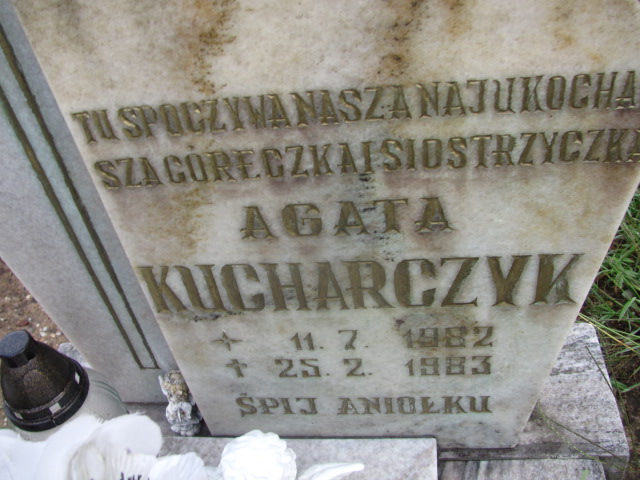 TU SPOCZYWA NASZA NAJUKOCHA
SZA CÓRECZKA I SIOSTRZYCZKA
AGATA
KUCHARCZYK
+ 11. 7. 1982
+ 25. 2. 1983
ŚPIJ ANIOŁKU